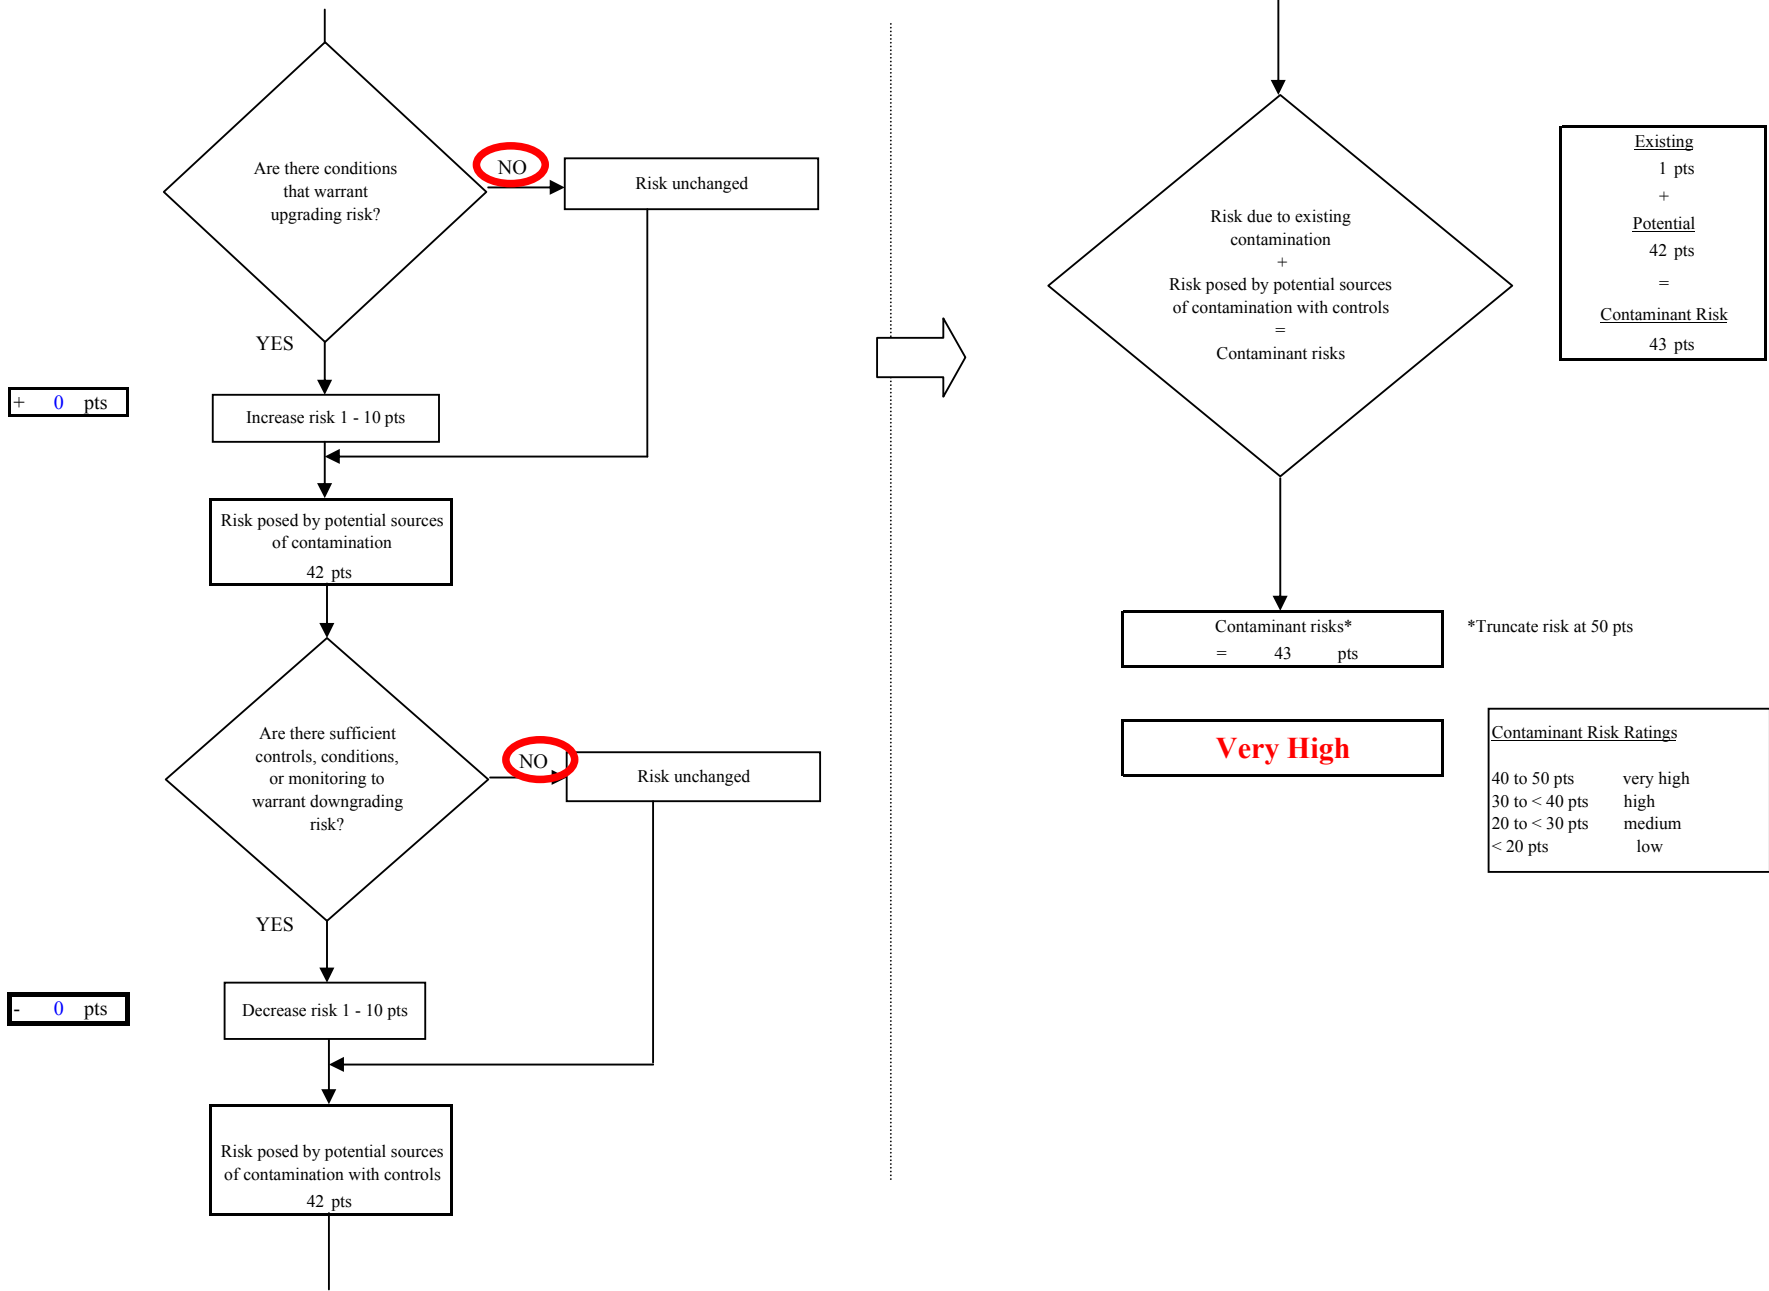 Are there conditions
that warrant
upgrading risk?
NO
Risk unchanged
YES
+ 0 pts
Increase risk 1 - 10 pts
Risk posed by potential sources
of contamination
42 pts
Are there sufficient
controls, conditions,
or monitoring to
warrant downgrading
risk?
NO
Risk unchanged
YES
- 0 pts
Decrease risk 1 - 10 pts
Risk posed by potential sources
of contamination with controls
42 pts
Risk due to existing
contamination
+
Risk posed by potential sources
of contamination with controls
=
Contaminant risks
Existing
1 pts
+
Potential
42 pts
=
Contaminant Risk
43 pts
Contaminant risks*
= 43 pts
*Truncate risk at 50 pts
Very High
Contaminant Risk Ratings
40 to 50 pts very high
30 to < 40 pts high
20 to < 30 pts medium
< 20 pts low